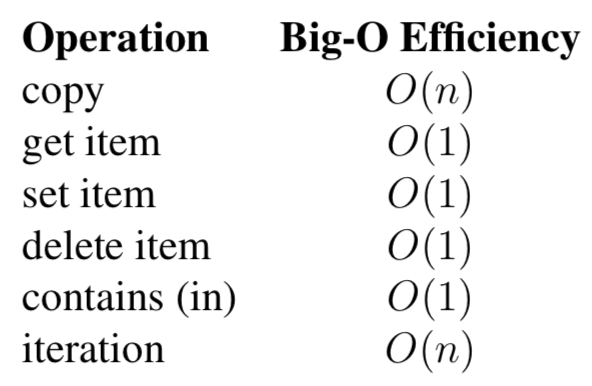 Operation Big-O Efficiency
copy O(n)
get item O(1)
set item O(1)
delete item O(1)
contains (in) O(1)
iteration O(n)